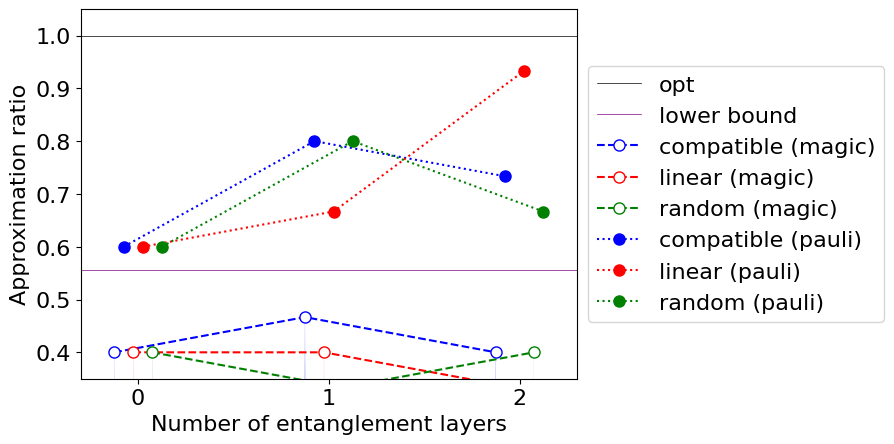 Approximation ratio
1.0
0.9
0.8
0.7
0.6
0.5
0.4
0
1
2
Number of entanglement layers
opt
lower bound
compatible (magic)
linear (magic)
random (magic)
compatible (pauli)
linear (pauli)
random (pauli)